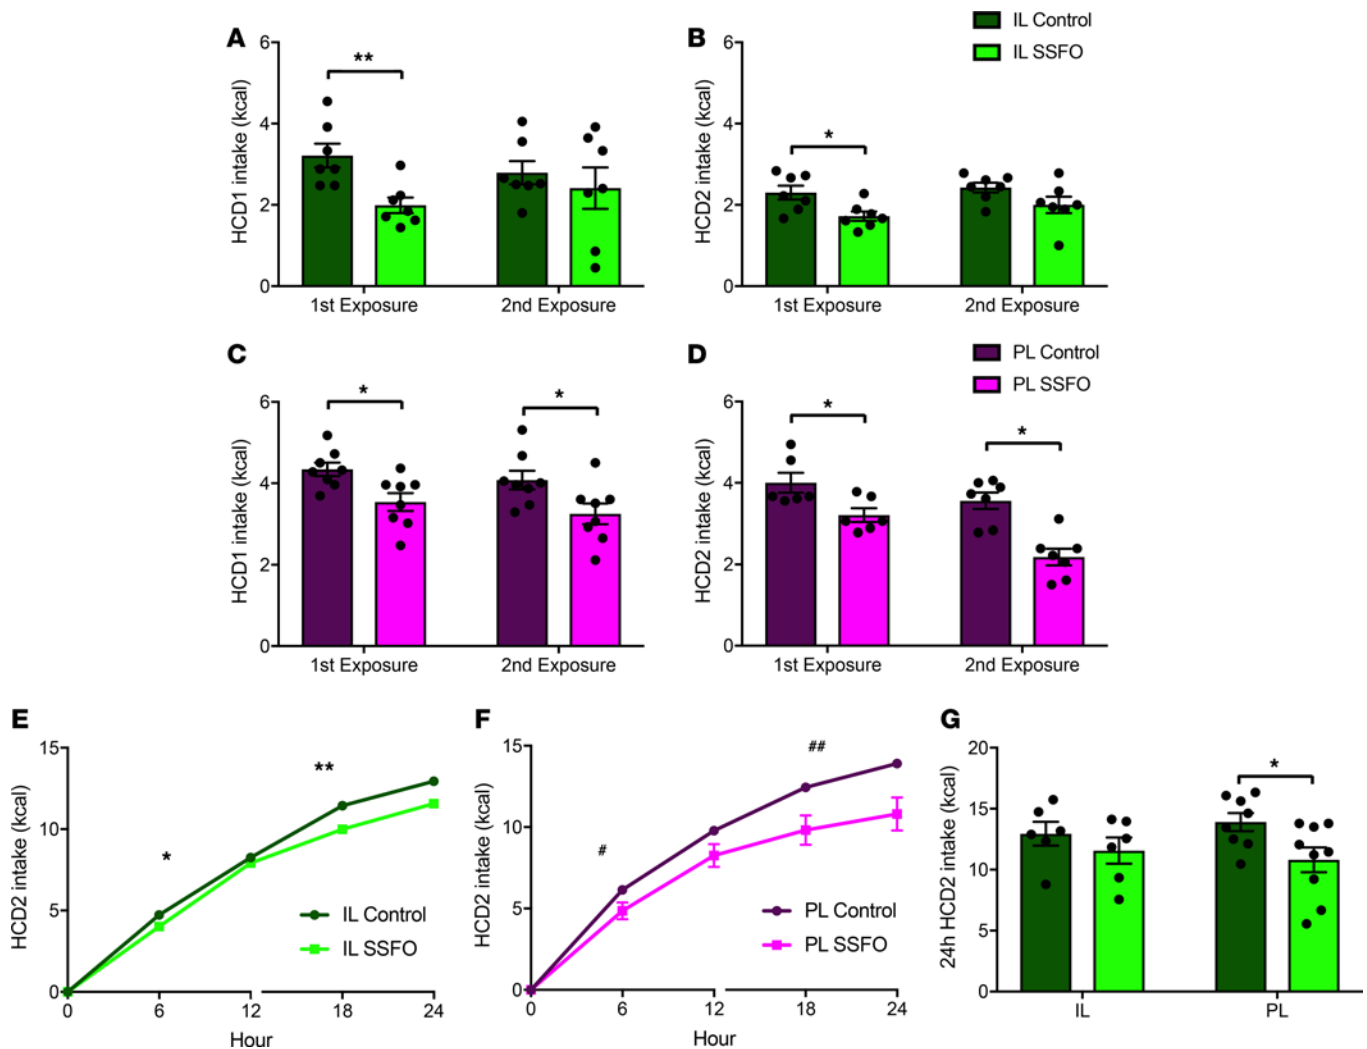 A
HCD1 intake (kcal)
6
4
2
0
**
1st Exposure
2nd Exposure
B
IL Control
IL SSFO
HCD2 intake (kcal)
6
4
2
0
*
1st Exposure
2nd Exposure
C
HCD1 intake (kcal)
6
4
2
0
*
*
1st Exposure
2nd Exposure
D
PL Control
PL SSFO
HCD2 intake (kcal)
6
4
2
0
*
*
1st Exposure
2nd Exposure
E
HCD2 intake (kcal)
15
10
5
0
*
**
IL Control
IL SSFO
0 6 12 18 24
Hour
F
HCD2 intake (kcal)
15
10
5
0
#
##
PL Control
PL SSFO
0 6 12 18 24
Hour
G
24h HCD2 intake (kcal)
20
15
10
5
0
*
IL
PL